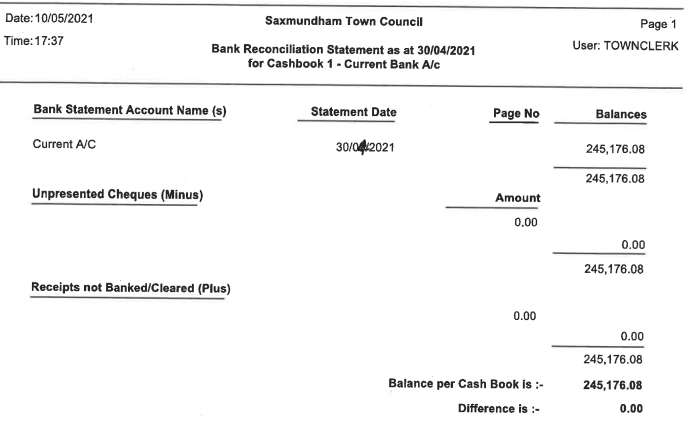 Date: 10/05/2021 Saxmundham Town Council Page 1
Time: 17:37 User: TOWNCLERK
Bank Reconciliation Statement as at 30/04/2021
for Cashbook 1 - Current Bank A/c
Bank Statement Account Name (s) Statement Date Page No Balances
Current A/C 30/04/2021 245,176.08
245,176.08
Unpresented Cheques (Minus) Amount
0.00
0.00
245,176.08
Receipts not Banked/Cleared (Plus)
0.00
0.00
245,176.08
Balance per Cash Book is :- 245,176.08
Difference is :- 0.00